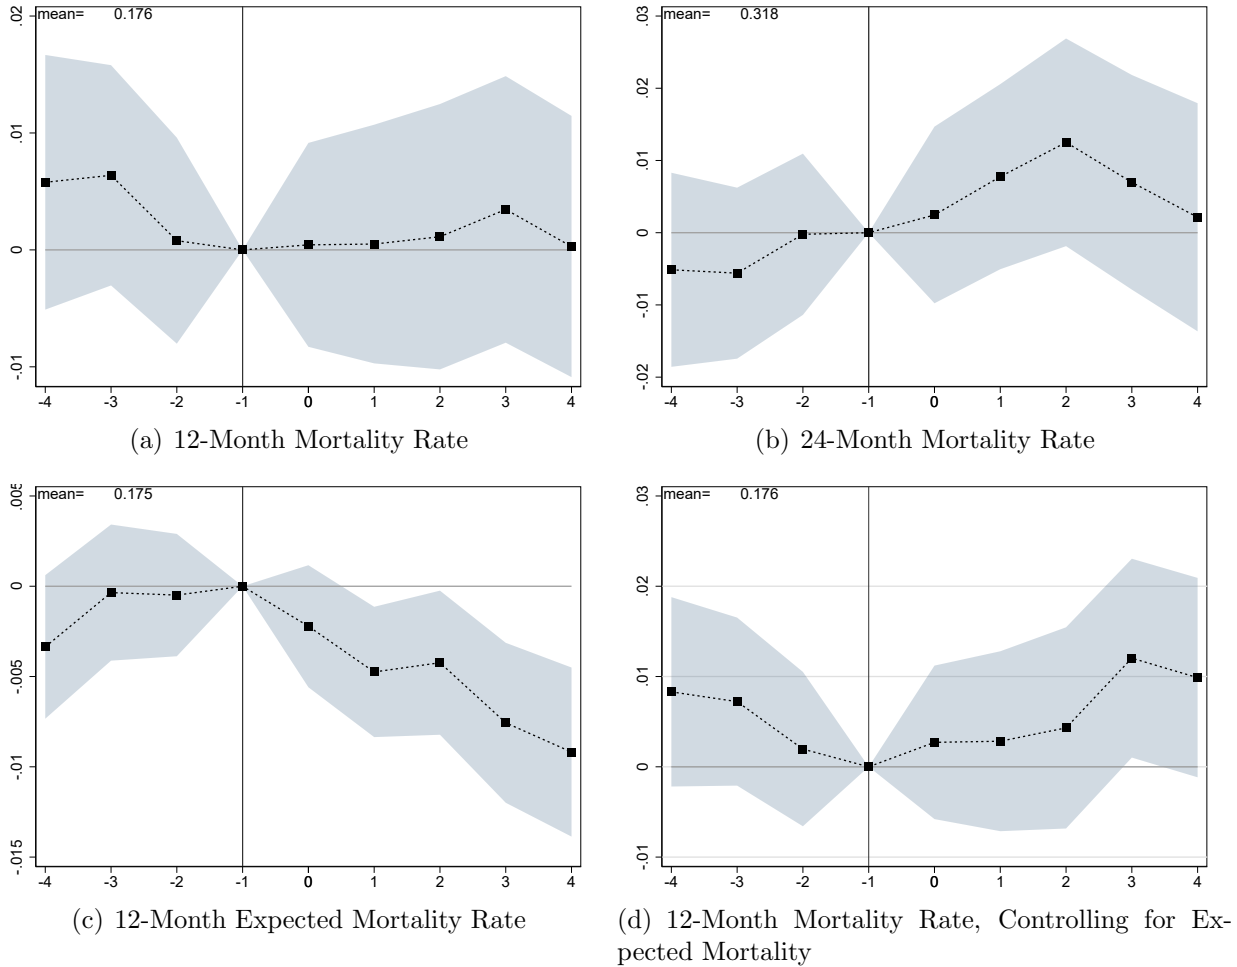 mean= 0.176
.02
.01
0
-.01
-4 -3 -2 -1 0 1 2 3 4
(a) 12-Month Mortality Rate
mean= 0.318
.03
.02
.01
0
-.01
-.02
-4 -3 -2 -1 0 1 2 3 4
(b) 24-Month Mortality Rate
mean= 0.175
.005
0
-.005
-.01
-.015
-4 -3 -2 -1 0 1 2 3 4
(c) 12-Month Expected Mortality Rate
mean= 0.176
.03
.02
.01
0
-.01
-4 -3 -2 -1 0 1 2 3 4
(d) 12-Month Mortality Rate, Controlling for Ex-
pected Mortality